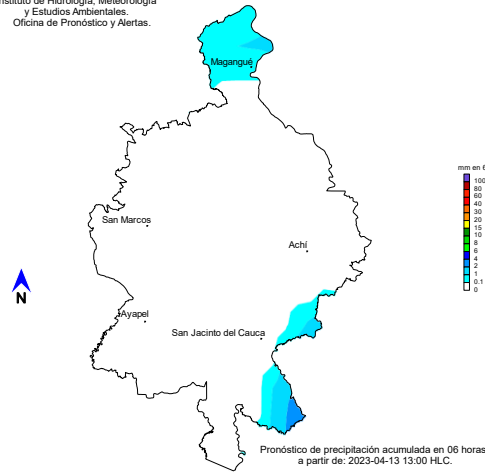 nstituto de Hidrología, Meteorología
y Estudios Ambientales.
Oficina de Pronóstico y Alertas.
Magangué
mm en 6
100
80
60
40
30
20
15
10
8
6
4
2
1
0.1
0
San Marcos
Achí
N
Ayapel
San Jacinto del Cauca
Pronóstico de precipitación acumulada en 06 horas
a partir de: 2023-04-13 13:00 HLC.